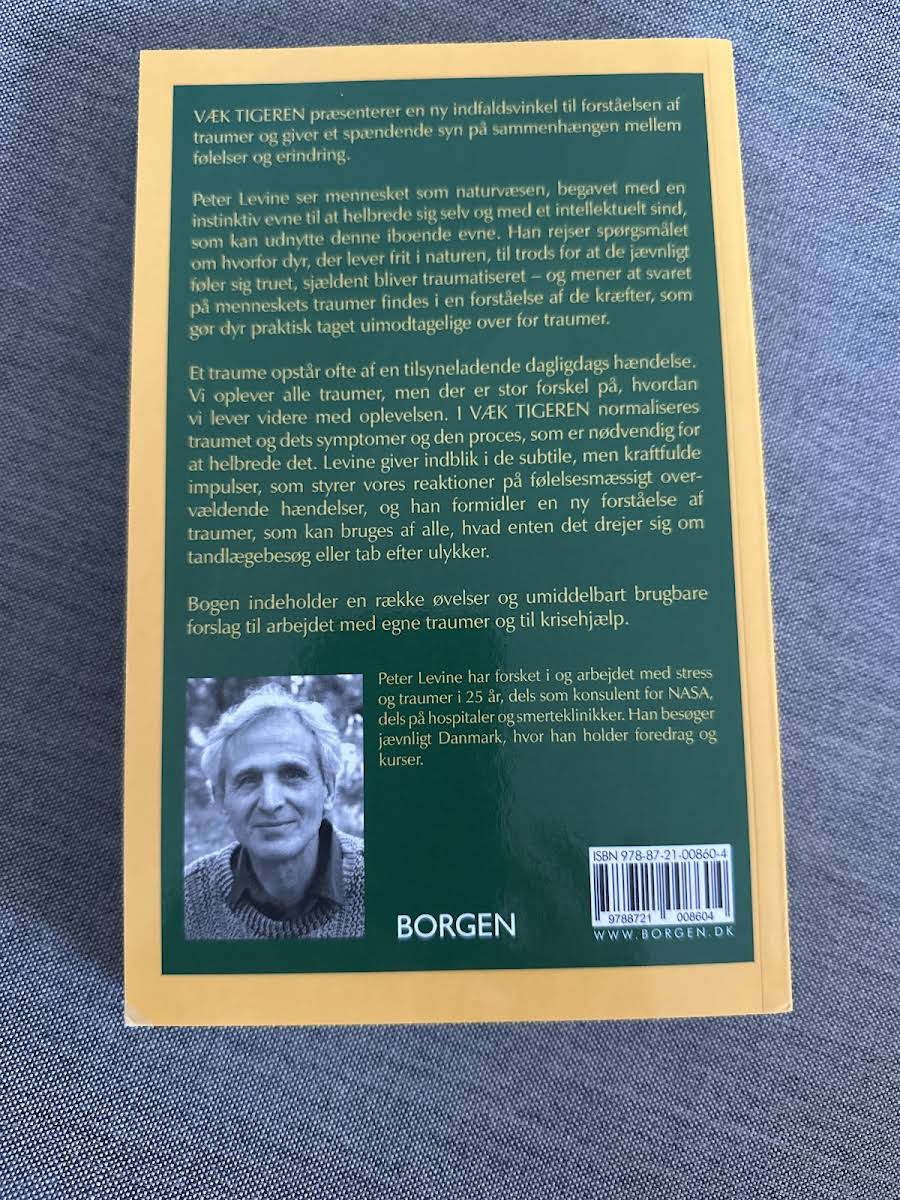 VÆK TIGEREN præsenterer en ny indfaldsvinkel til forståelsen af
traumer og giver et spændende syn på sammenhængen mellem
følelser og erindring.
Peter Levine ser mennesket som naturvæsen, begavet med en
instinktiv evne til at helbrede sig selv og med et intellektuelt sind,
som kan udnytte denne iboende evne. Han rejser spørgsmålet
om hvorfor dyr, der lever frit i naturen, til trods for at de jævnligt
føler sig truet, sjældent bliver traumatiseret – og mener at svaret
på menneskets traumer findes i en forståelse af de kræfter, som
gør dyr praktisk taget uimodtagelige over for traumer.
Et traume opstår ofte af en tilsyneladende dagligdags hændelse.
Vi oplever alle traumer, men der er stor forskel på, hvordan
vi lever videre med oplevelsen. I VÆK TIGEREN normaliseres
traumet og dets symptomer og den proces, som er nødvendig for
at helbrede det. Levine giver indblik i de subtile, men kraftfulde
impulser, som styrer vores reaktioner på følelsesmæssigt over-
vældende hændelser, og han formidler en ny forståelse af
traumer, som kan bruges af alle, hvad enten det drejer sig om
tandlægebesøg eller tab efter ulykker.
Bogen indeholder en række øvelser og umiddelbart brugbare
forslag til arbejdet med egne traumer og til krisehjælp.
Peter Levine har forsket i og arbejdet med stress
og traumer i 25 år, dels som konsulent for NASA,
dels på hospitaler og smerteklinikker. Han besøger
jævnligt Danmark, hvor han holder foredrag og
kurser.
BORGEN
ISBN 978-87-21-00860-4
9788721 008604
WWW.BORGEN.DK